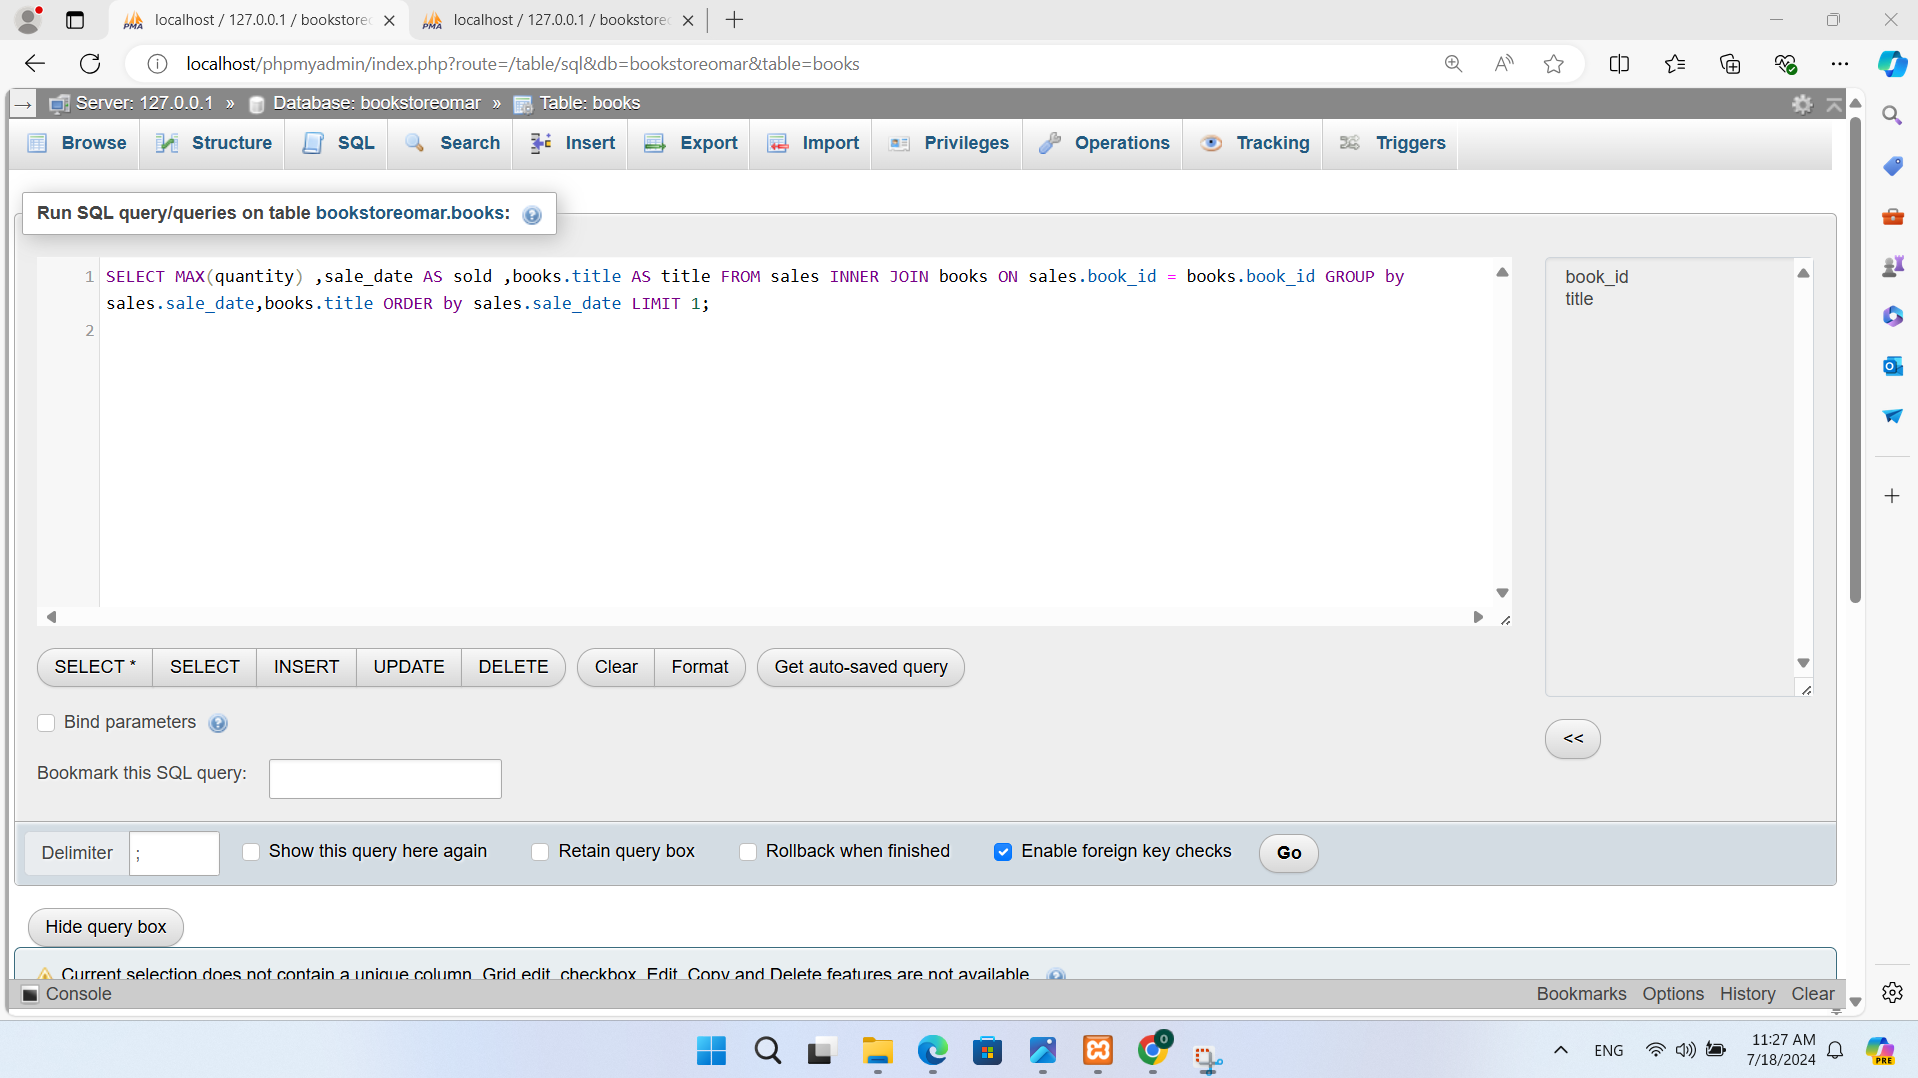 localhost / 127.0.0.1 / bookstore
localhost / 127.0.0.1 / bookstore
localhost/phpmyadmin/index.php?route=/table/sql&db=bookstoreomar&table=books
Server: 127.0.0.1 » Database: bookstoreomar » Table: books
Browse Structure SQL Search Insert Export Import Privileges Operations Tracking Triggers
Run SQL query/queries on table bookstoreomar.books:
1 SELECT MAX(quantity) ,sale_date AS sold ,books.title AS title FROM sales INNER JOIN books ON sales.book_id = books.book_id GROUP by
sales.sale_date,books.title ORDER by sales.sale_date LIMIT 1;
2
book_id
title
SELECT * SELECT INSERT UPDATE DELETE Clear Format Get auto-saved query
Bind parameters
<<
Bookmark this SQL query:
Delimiter ; Show this query here again Retain query box Rollback when finished Enable foreign key checks Go
Hide query box
Current selection does not contain a unique column. Grid edit, checkbox, Edit, Copy and Delete features are not available.
Console Bookmarks Options History Clear
ENG
11:27 AM
7/18/2024
0
PRE